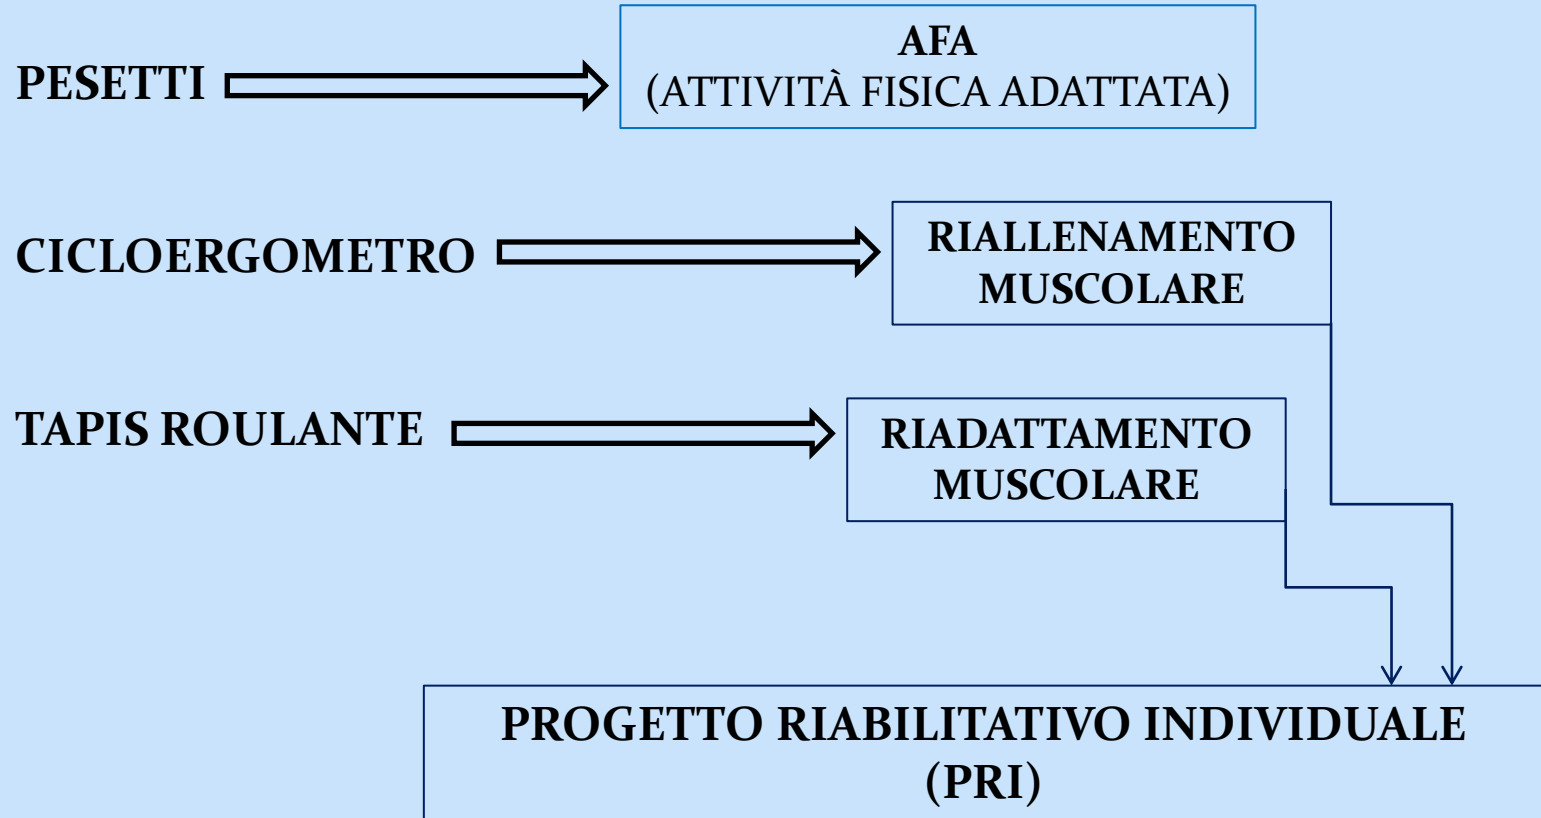 PESETTI
AFA
(ATTIVITÀ FISICA ADATTATA)
CICLOERGOMETRO
RIALLENAMENTO
MUSCOLARE
TAPIS ROULANTE
RIADATTAMENTO
MUSCOLARE
PROGETTO RIABILITATIVO INDIVIDUALE
(PRI)